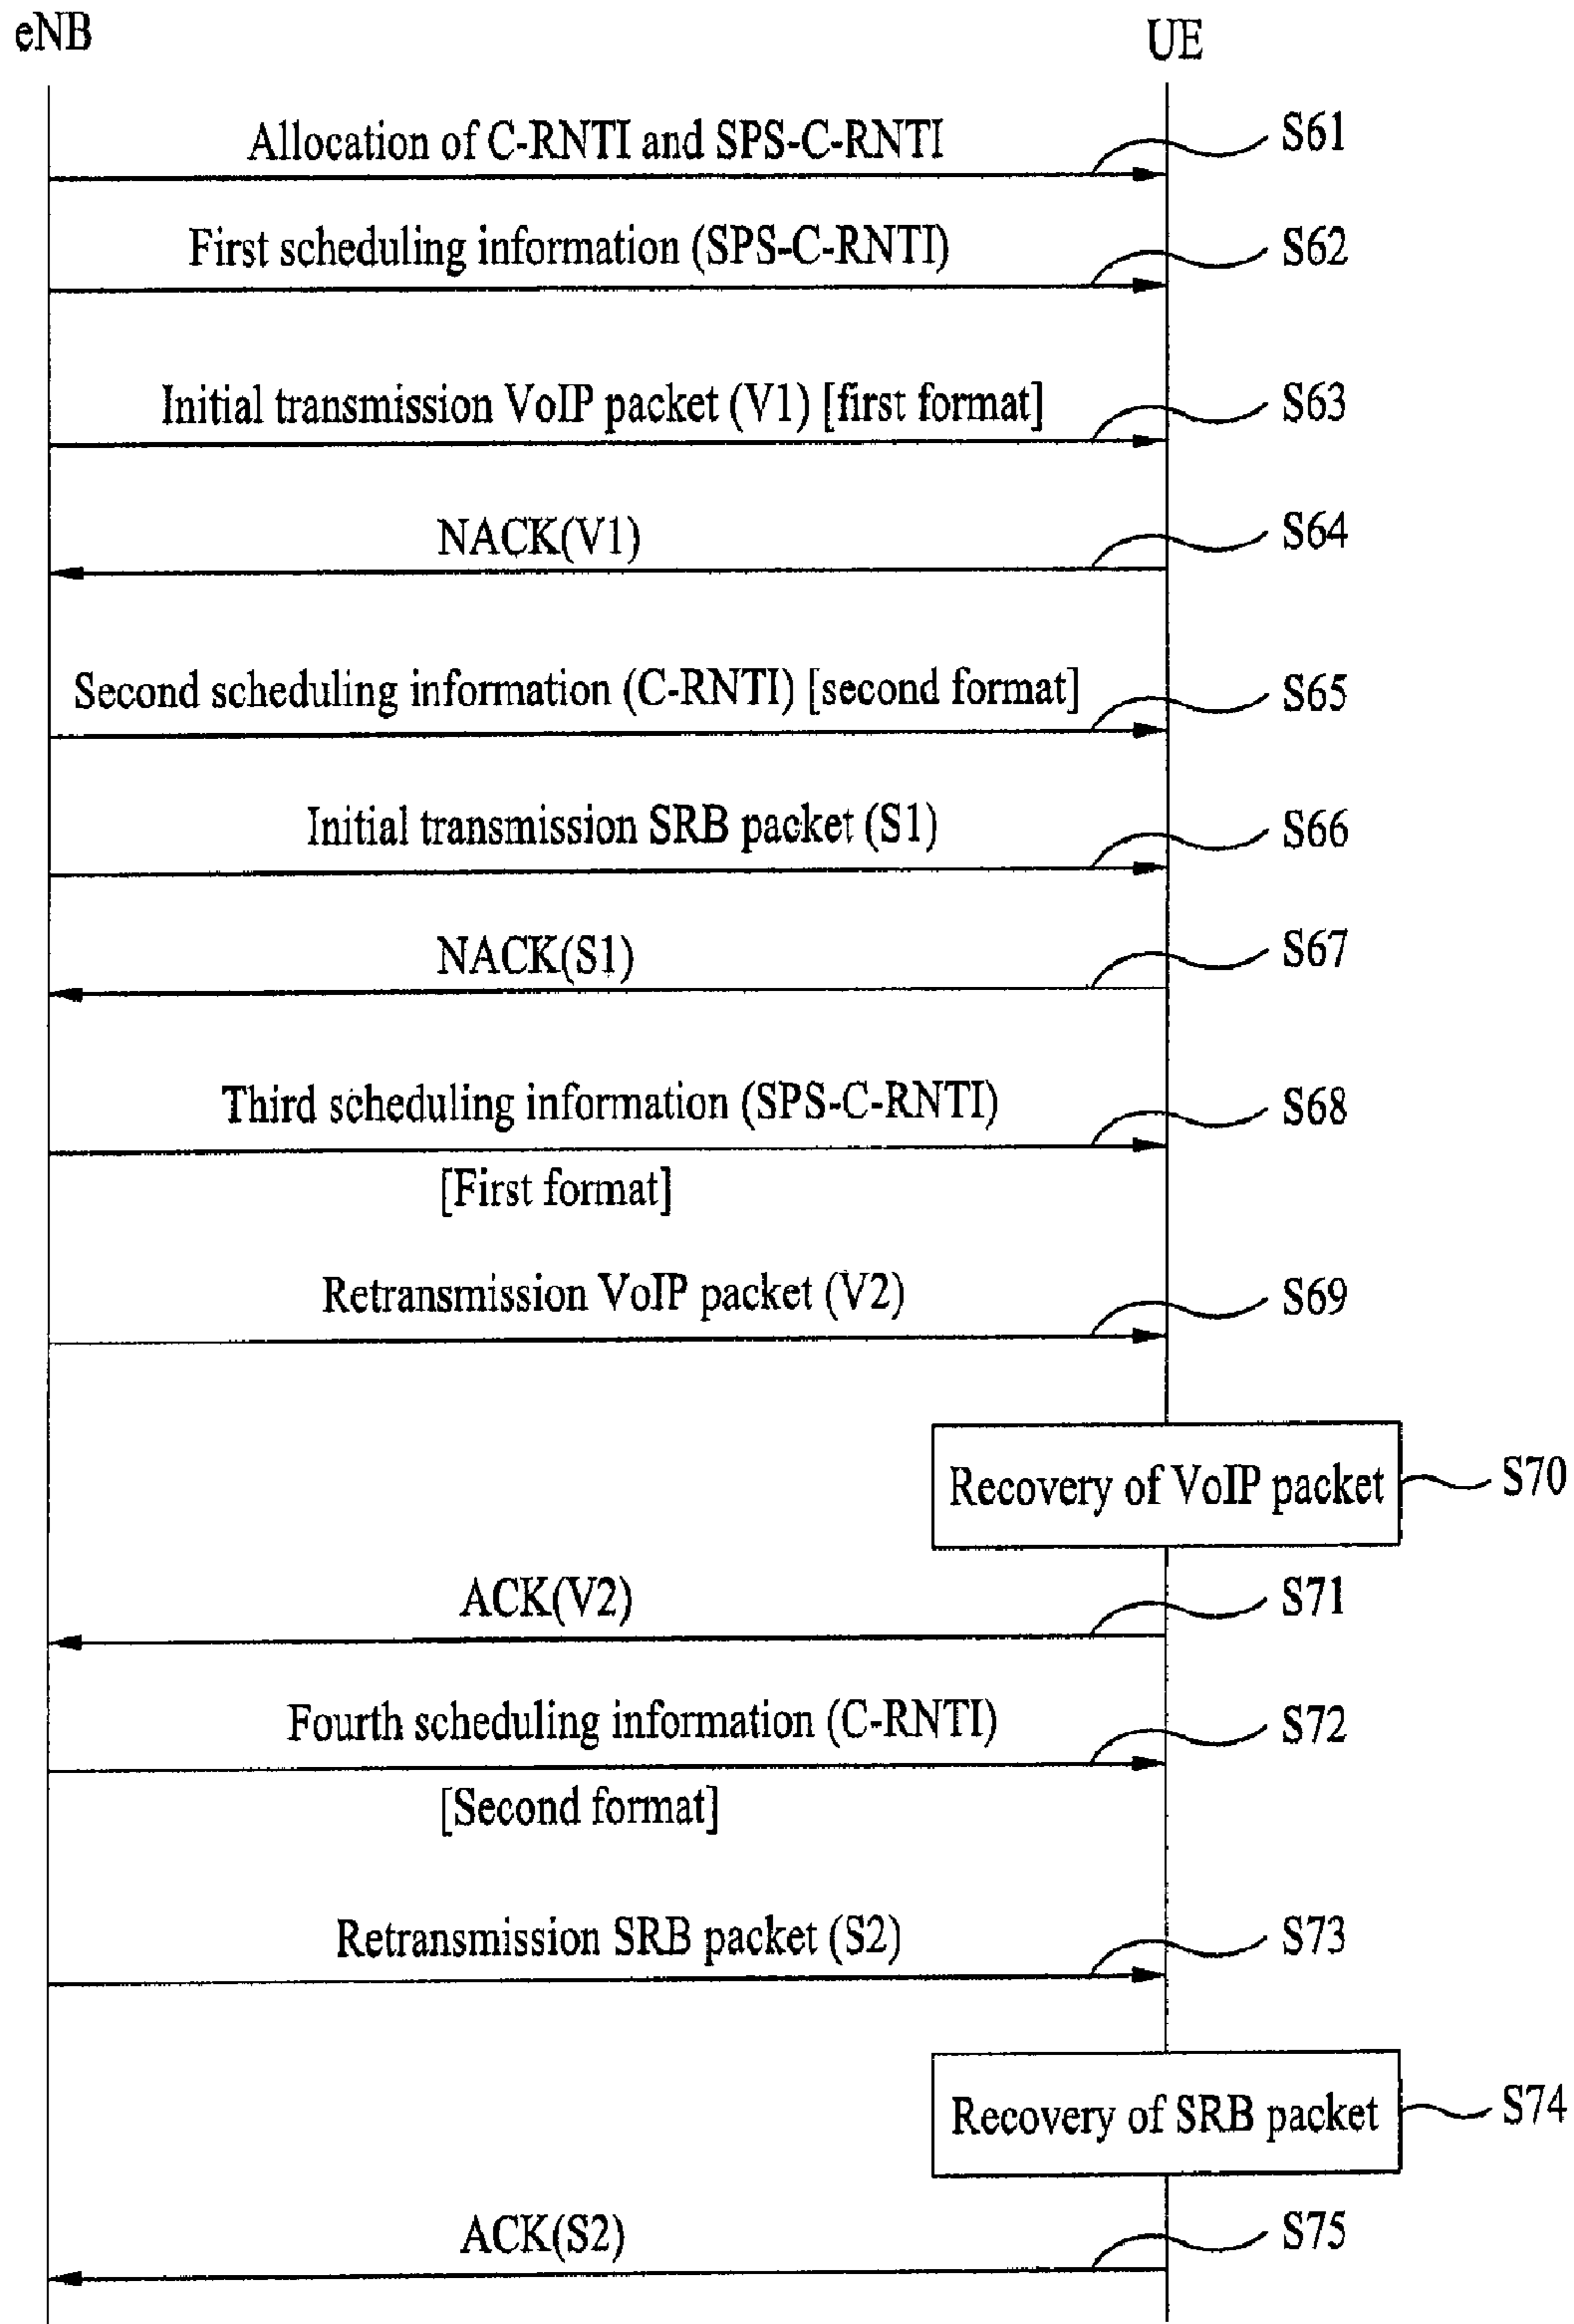 eNB
UE
Allocation of C-RNTI and SPS-C-RNTI
S61
First scheduling information (SPS-C-RNTI)
S62
Initial transmission VoIP packet (V1) [first format]
S63
NACK(V1)
S64
Second scheduling information (C-RNTI) [second format]
S65
Initial transmission SRB packet (S1)
S66
NACK(S1)
S67
Third scheduling information (SPS-C-RNTI)
S68
[First format]
Retransmission VoIP packet (V2)
S69
Recovery of VoIP packet
S70
ACK(V2)
S71
Fourth scheduling information (C-RNTI)
S72
[Second format]
Retransmission SRB packet (S2)
S73
Recovery of SRB packet
S74
ACK(S2)
S75